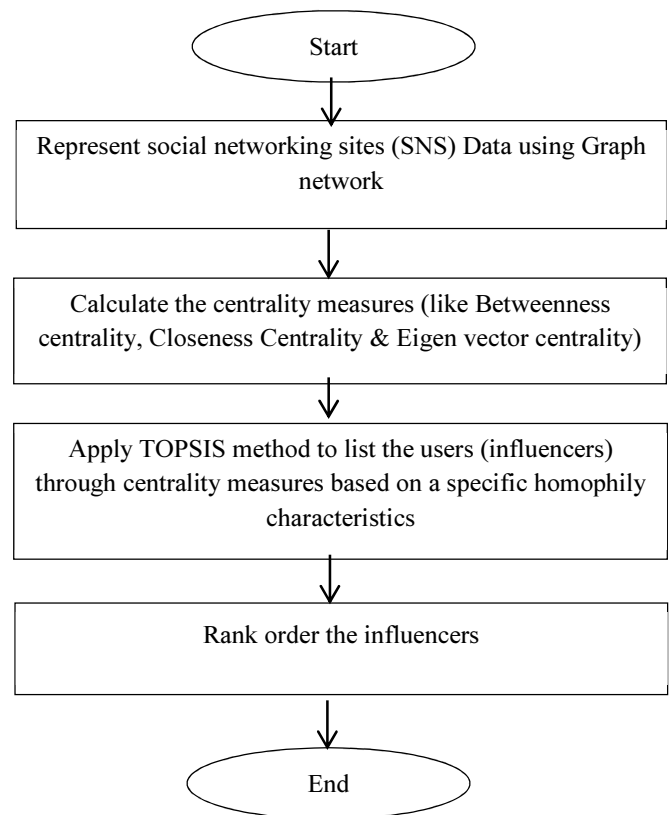 Start
Represent social networking sites (SNS) Data using Graph
network
Calculate the centrality measures (like Betweenness
centrality, Closeness Centrality & Eigen vector centrality)
Apply TOPSIS method to list the users (influencers)
through centrality measures based on a specific homophily
characteristics
Rank order the influencers
End